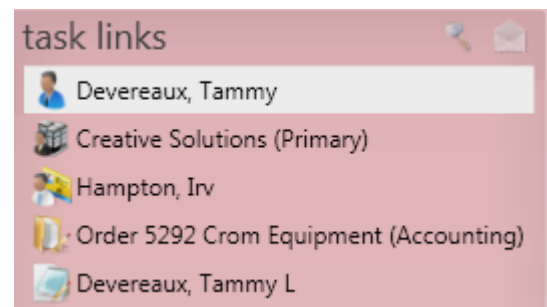 task links
Devereaux, Tammy
Creative Solutions (Primary)
Hampton, Irv
Order 5292 Crom Equipment (Accounting)
Devereaux, Tammy L